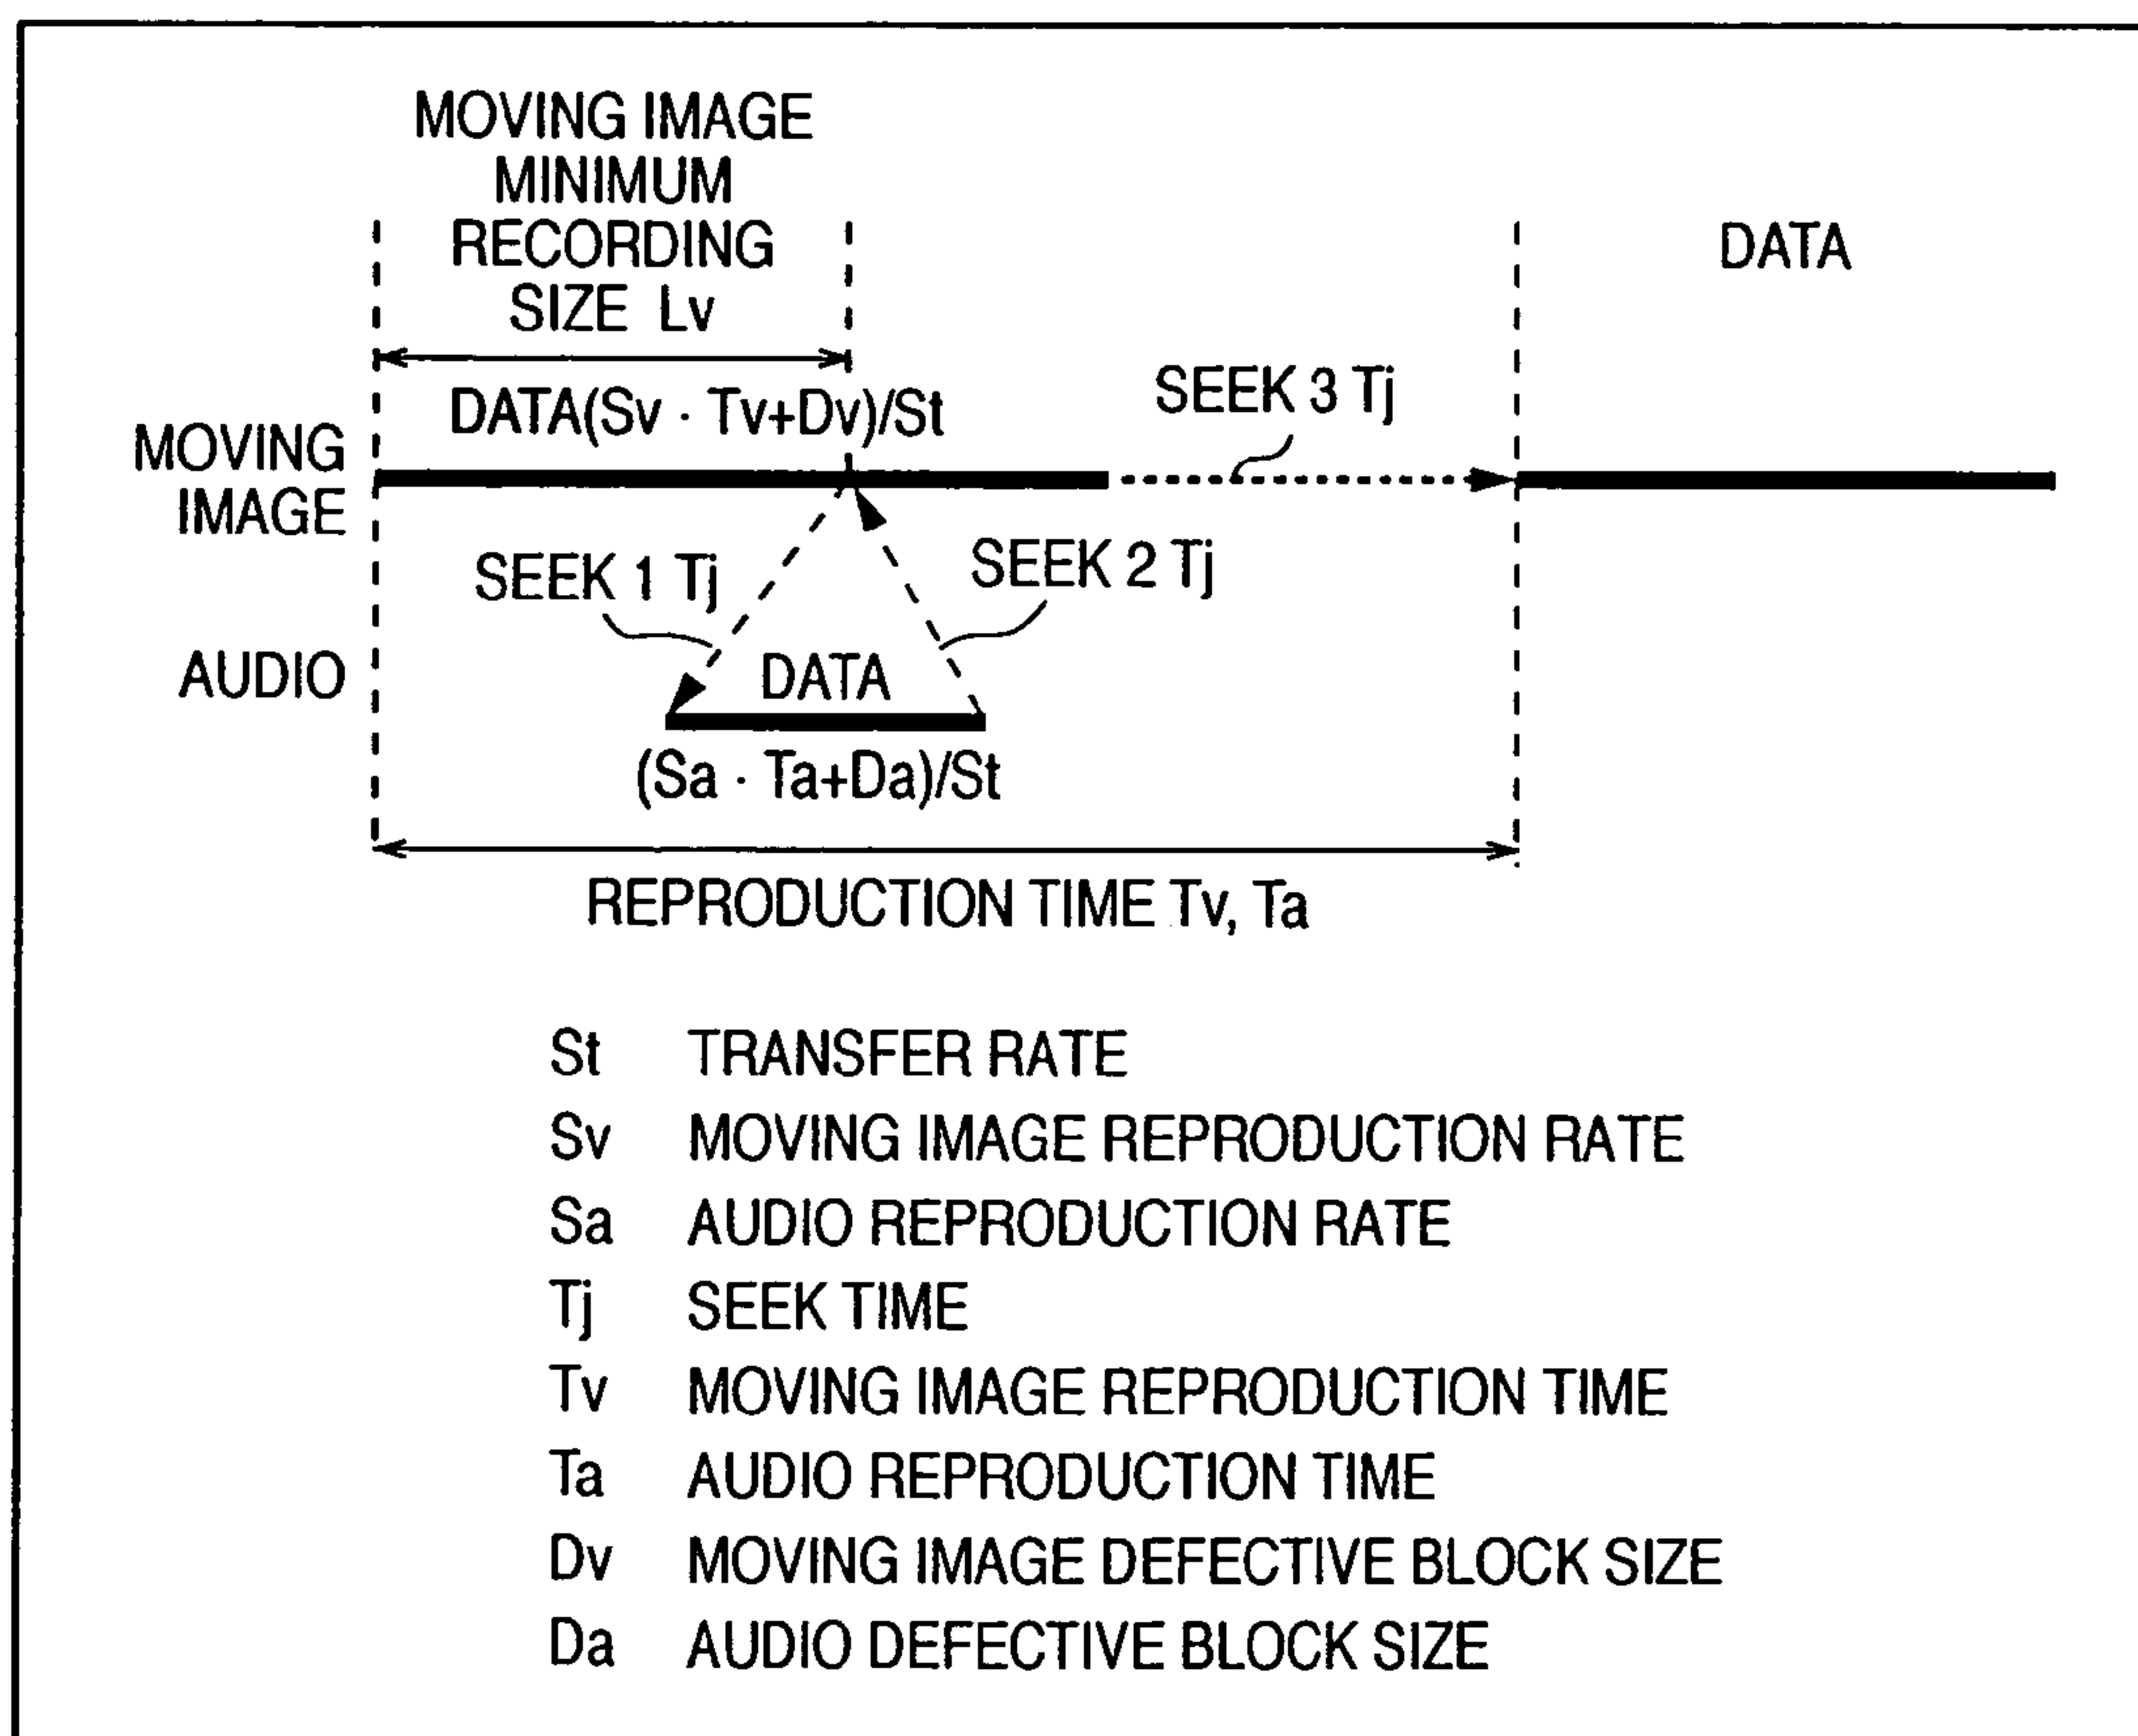 MOVING IMAGE
MINIMUM
RECORDING
SIZE Lv
DATA
DATA(Sv · Tv+Dv)/St
SEEK 3 Tj
MOVING
IMAGE
SEEK 1 Tj
SEEK 2 Tj
AUDIO
DATA
(Sa · Ta+Da)/St
REPRODUCTION TIME Tv, Ta
St TRANSFER RATE
Sv MOVING IMAGE REPRODUCTION RATE
Sa AUDIO REPRODUCTION RATE
Tj SEEK TIME
Tv MOVING IMAGE REPRODUCTION TIME
Ta AUDIO REPRODUCTION TIME
Dv MOVING IMAGE DEFECTIVE BLOCK SIZE
Da AUDIO DEFECTIVE BLOCK SIZE